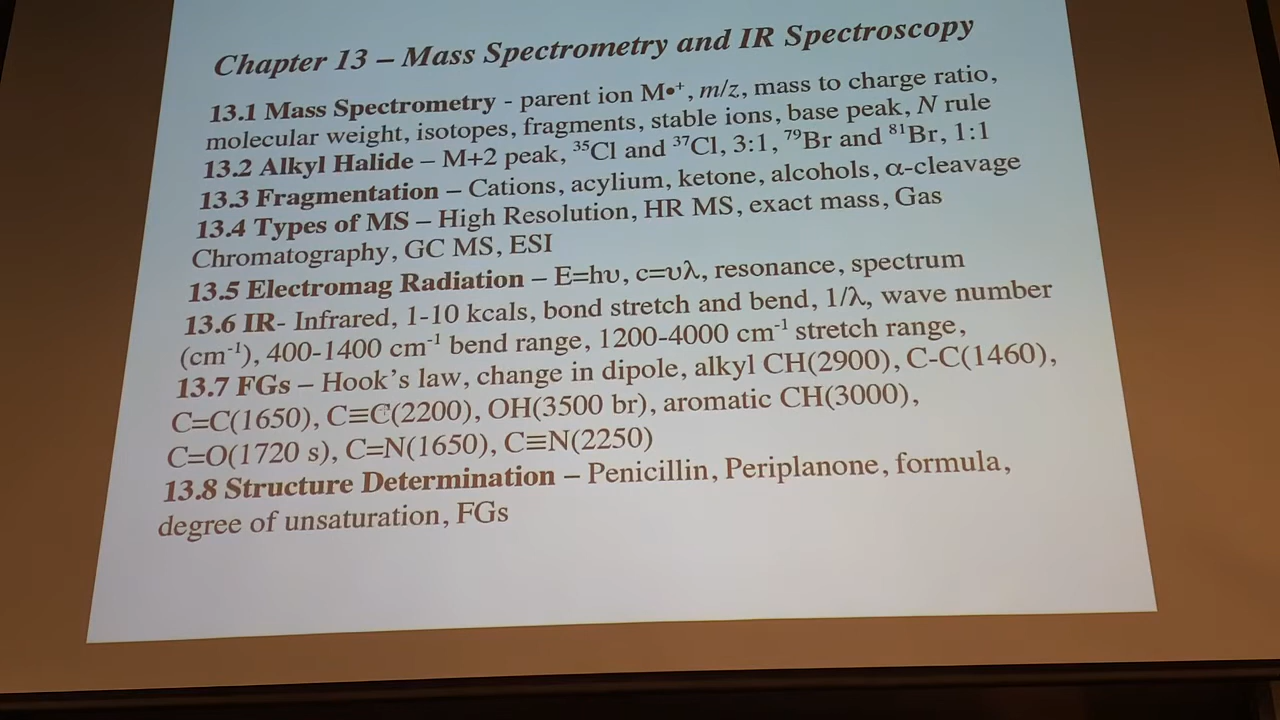 Chapter 13 – Mass Spectrometry and IR Spectroscopy
13.1 Mass Spectrometry - parent ion M•⁺, m/z, mass to charge ratio,
molecular weight, isotopes, fragments, stable ions, base peak, N rule
13.2 Alkyl Halide – M+2 peak, ³⁵Cl and ³⁷Cl, 3:1, ⁷⁹Br and ⁸¹Br, 1:1
13.3 Fragmentation – Cations, acylium, ketone, alcohols, α-cleavage
13.4 Types of MS – High Resolution, HR MS, exact mass, Gas
Chromatography, GC MS, ESI
13.5 Electromag Radiation – E=hυ, c=υλ, resonance, spectrum
13.6 IR- Infrared, 1-10 kcals, bond stretch and bend, 1/λ, wave number
(cm⁻¹), 400-1400 cm⁻¹ bend range, 1200-4000 cm⁻¹ stretch range,
13.7 FGs – Hook's law, change in dipole, alkyl CH(2900), C-C(1460),
C=C(1650), C≡C(2200), OH(3500 br), aromatic CH(3000),
C=O(1720 s), C=N(1650), C≡N(2250)
13.8 Structure Determination – Penicillin, Periplanone, formula,
degree of unsaturation, FGs